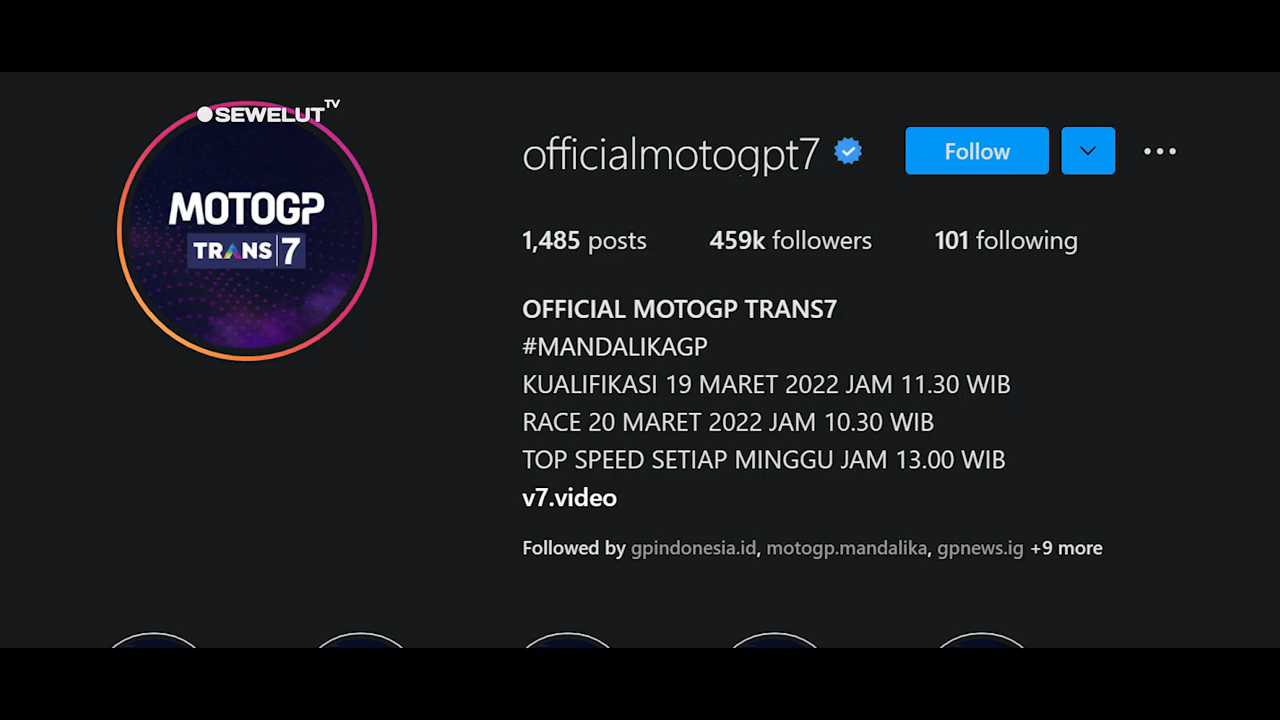 SEWELUT TV
MOTOGP
TRANS|7
officialmotogpt7
Follow
1,485 posts 459k followers 101 following
OFFICIAL MOTOGP TRANS7
#MANDALIKAGP
KUALIFIKASI 19 MARET 2022 JAM 11.30 WIB
RACE 20 MARET 2022 JAM 10.30 WIB
TOP SPEED SETIAP MINGGU JAM 13.00 WIB
v7.video
Followed by gpindonesia.id, motogp.mandalika, gpnews.ig +9 more